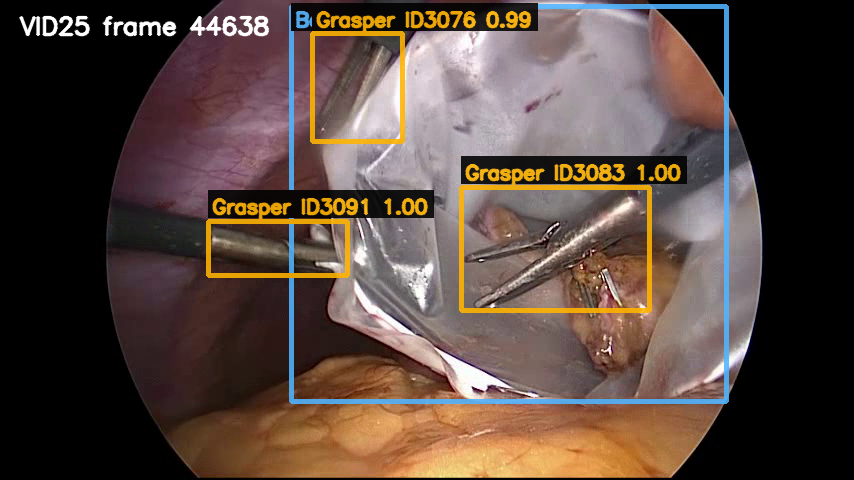 VID25 frame 44638
Grasper ID3076 0.99
Grasper ID3083 1.00
Grasper ID3091 1.00